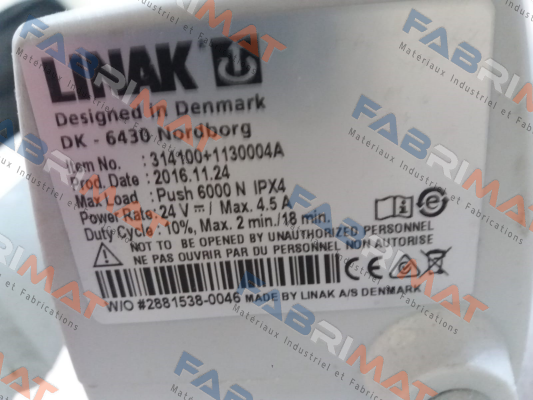 LINAK®
Designed in Denmark
DK - 6430 Nordborg
Item No. : 314100+1130004A
Prod. Date : 2016.11.24
Max Load : Push 6000 N IPX4
Power Rate: 24 V⎓/ Max. 4.5 A
Duty Cycle : 10%, Max. 2 min./18 min.
NOT TO BE OPENED BY UNAUTHORIZED PERSONNEL
NE PAS OUVRIR PAR DU PERSONNEL NON AUTORISE
W/O #2881538-0046 MADE BY LINAK A/S DENMARK
FABRIMAT
Materiaux Industriel et Fabrications